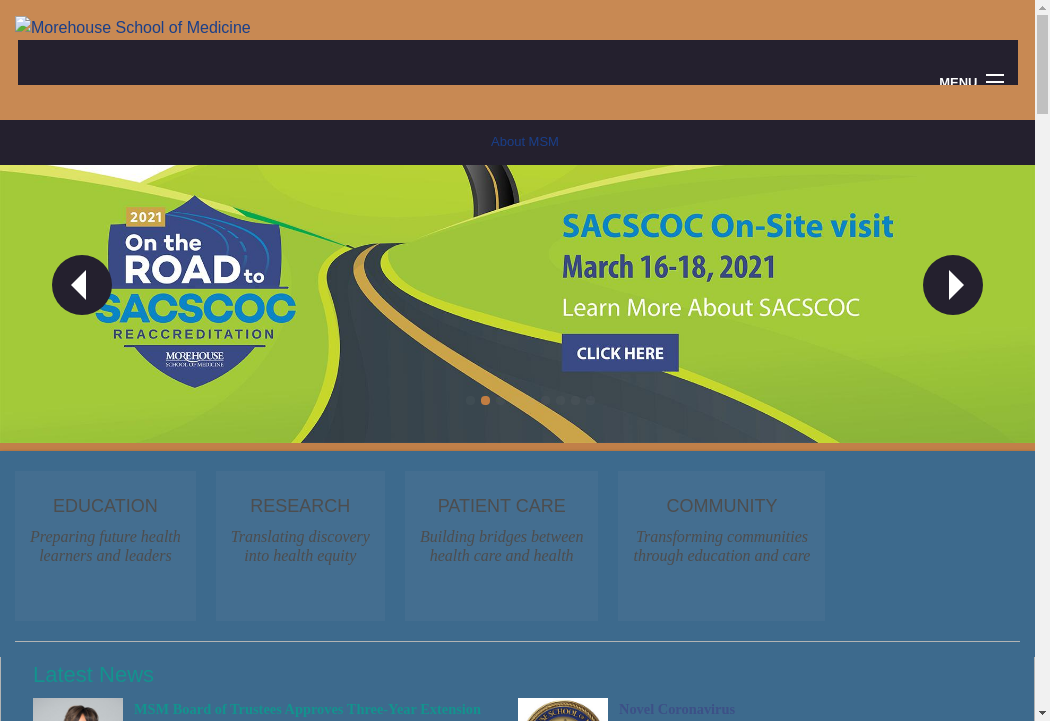 Morehouse School of Medicine
MENU
About MSM
2021
On the
ROAD to
SACSCOC
REACCREDITATION
MOREHOUSE
SCHOOL OF MEDICINE
SACSCOC On-Site visit
March 16-18, 2021
Learn More About SACSCOC
CLICK HERE
EDUCATION
Preparing future health
learners and leaders
RESEARCH
Translating discovery
into health equity
PATIENT CARE
Building bridges between
health care and health
COMMUNITY
Transforming communities
through education and care
Latest News
MSM Board of Trustees Approves Three-Year Extension
Novel Coronavirus